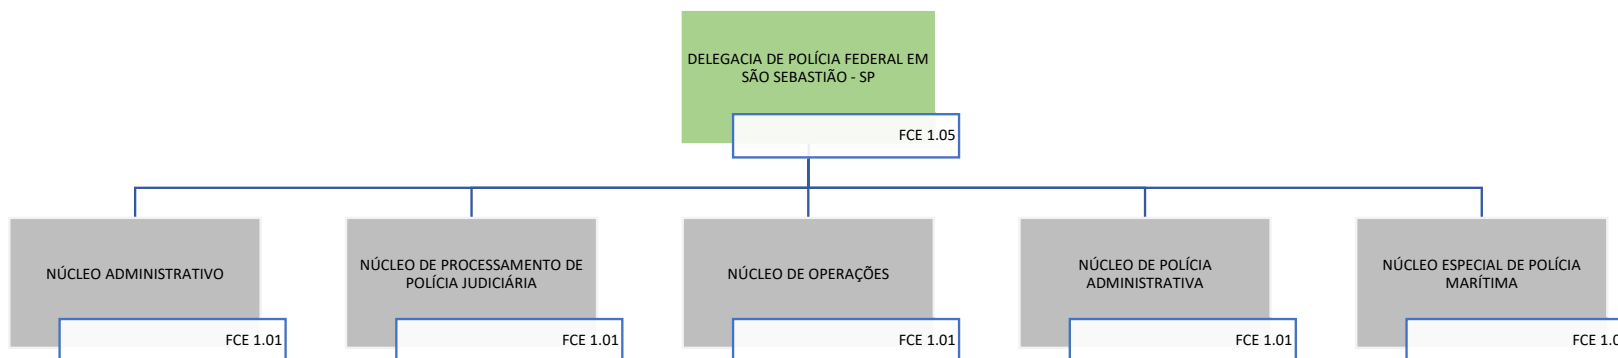 DELEGACIA DE POLÍCIA FEDERAL EM
SÃO SEBASTIÃO - SP
FCE 1.05
NÚCLEO ADMINISTRATIVO
FCE 1.01
NÚCLEO DE PROCESSAMENTO DE
POLÍCIA JUDICIÁRIA
FCE 1.01
NÚCLEO DE OPERAÇÕES
FCE 1.01
NÚCLEO DE POLÍCIA
ADMINISTRATIVA
FCE 1.01
NÚCLEO ESPECIAL DE POLÍCIA
MARÍTIMA
FCE